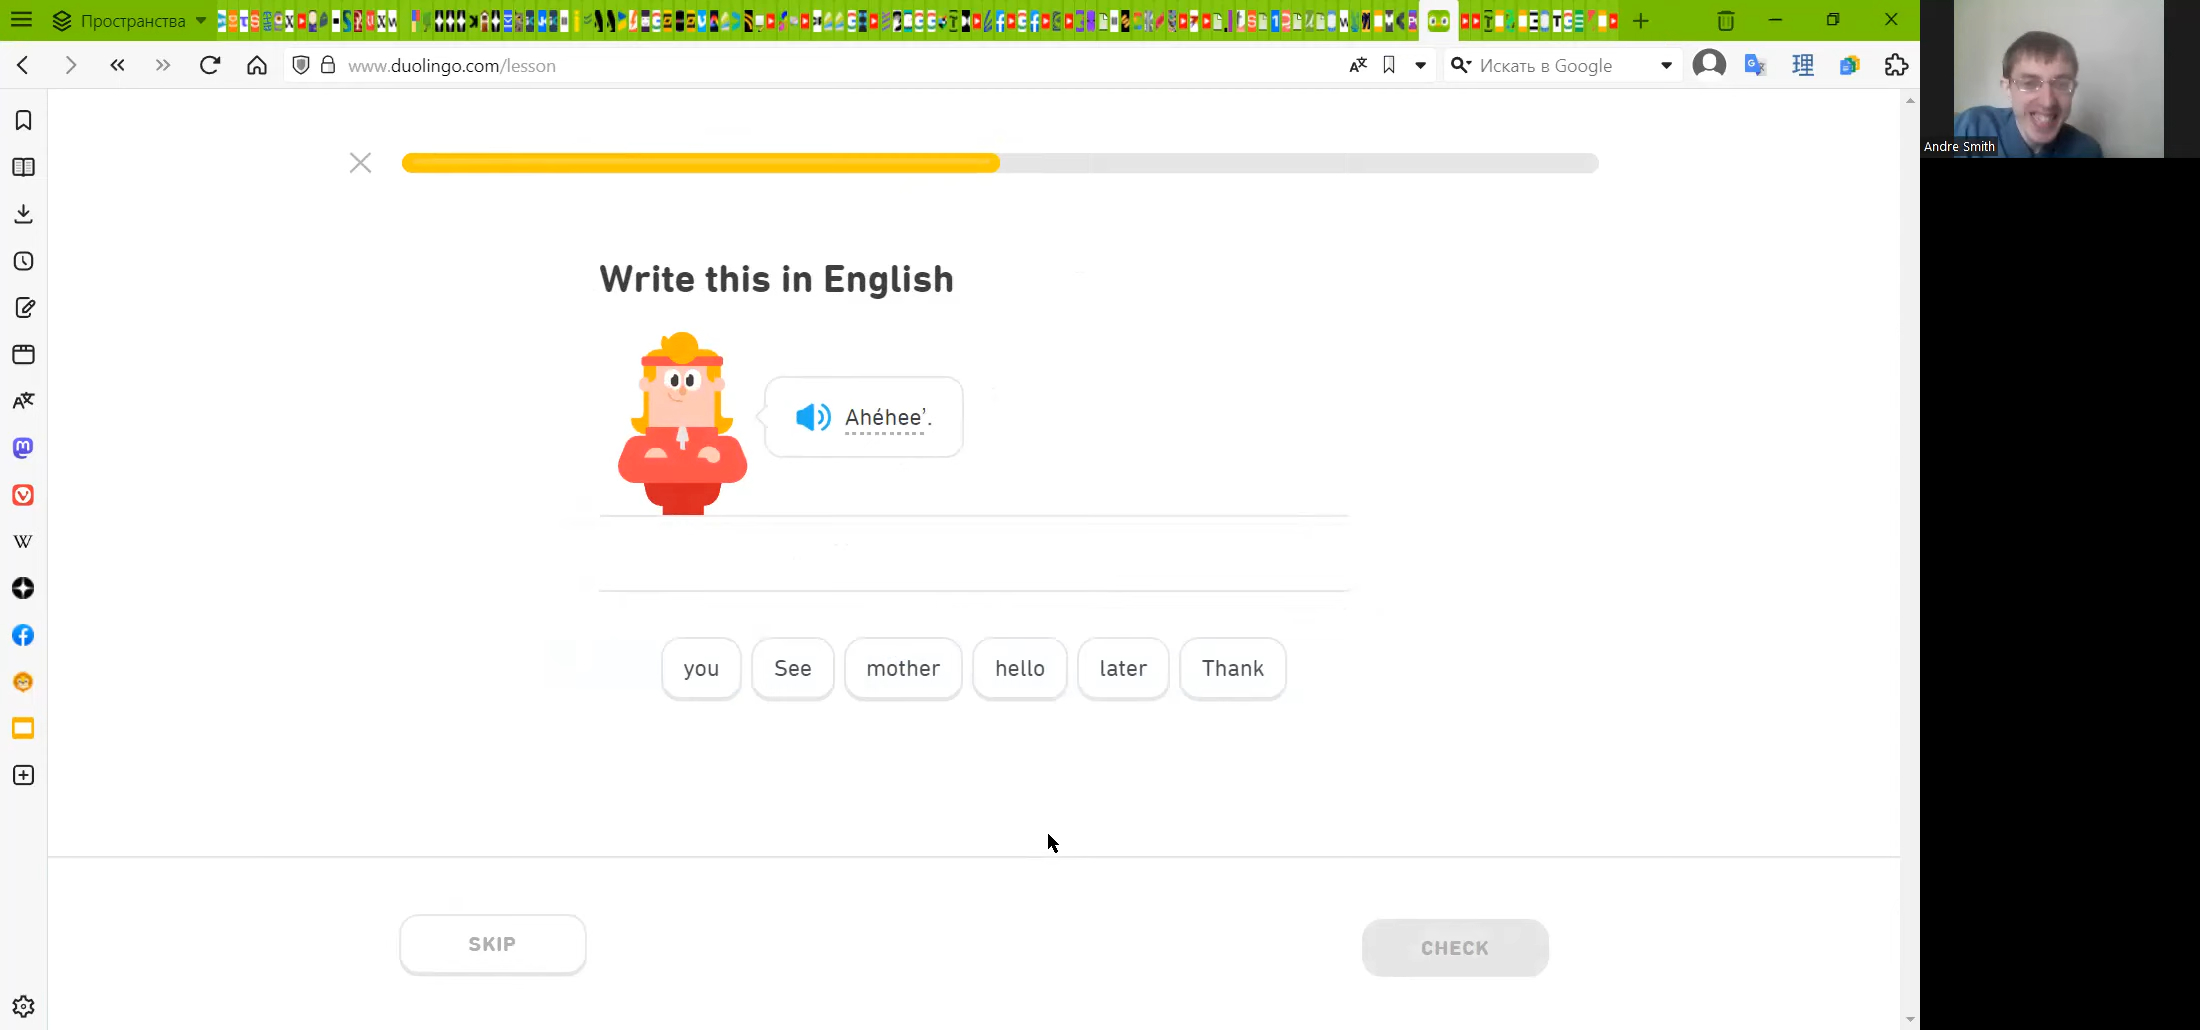 Пространства
www.duolingo.com/lesson
Искать в Google
Andre Smith
Write this in English
Ahéhee’.
you See mother hello later Thank
SKIP
CHECK